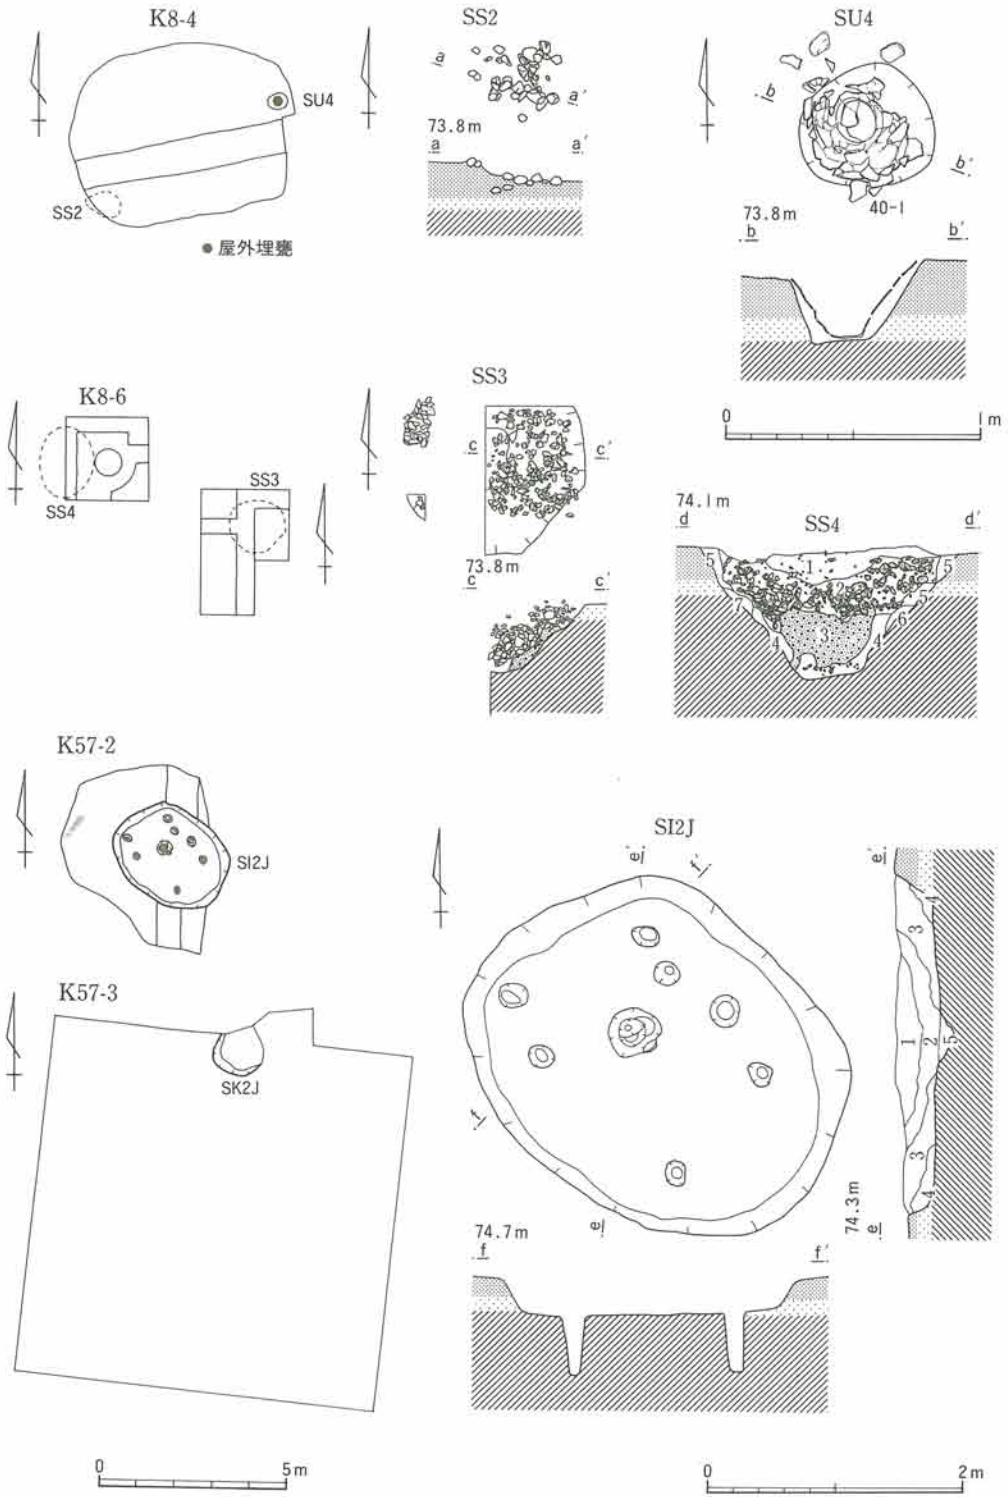 K8-4
SU4
SS2
● 屋外埋甕
SS2
a
a'
73.8m
a
a'
SU4
b
b'
40-1
73.8m
b
b'
0
1m
K8-6
SS4
SS3
SS3
c
c'
73.8m
c
c'
74.1m
d
d'
SS4
5
1
2
5
7
5
3
6
4
4
K57-2
SI2J
K57-3
SK2J
SI2J
e'
f'
f
e
e'
4
3
1
2
5
3
4
74.3m
e
74.7m
f
f'
0
5m
0
2m